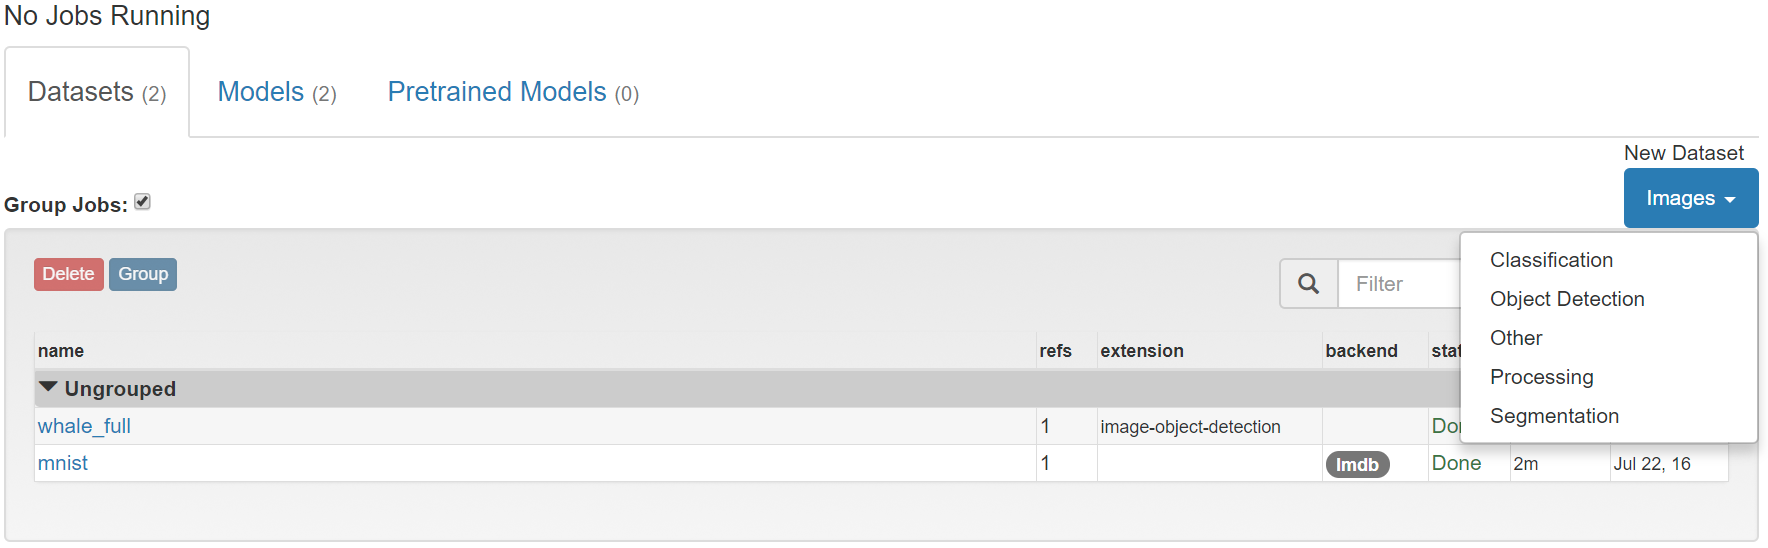 No Jobs Running
Datasets (2) Models (2) Pretrained Models (0)
New Dataset
Group Jobs:
Images
Delete Group
Filter
Classification
Object Detection
Other
Processing
Segmentation
name refs extension backend
Ungrouped
whale_full 1 image-object-detection
mnist 1 lmdb Done 2m Jul 22, 16